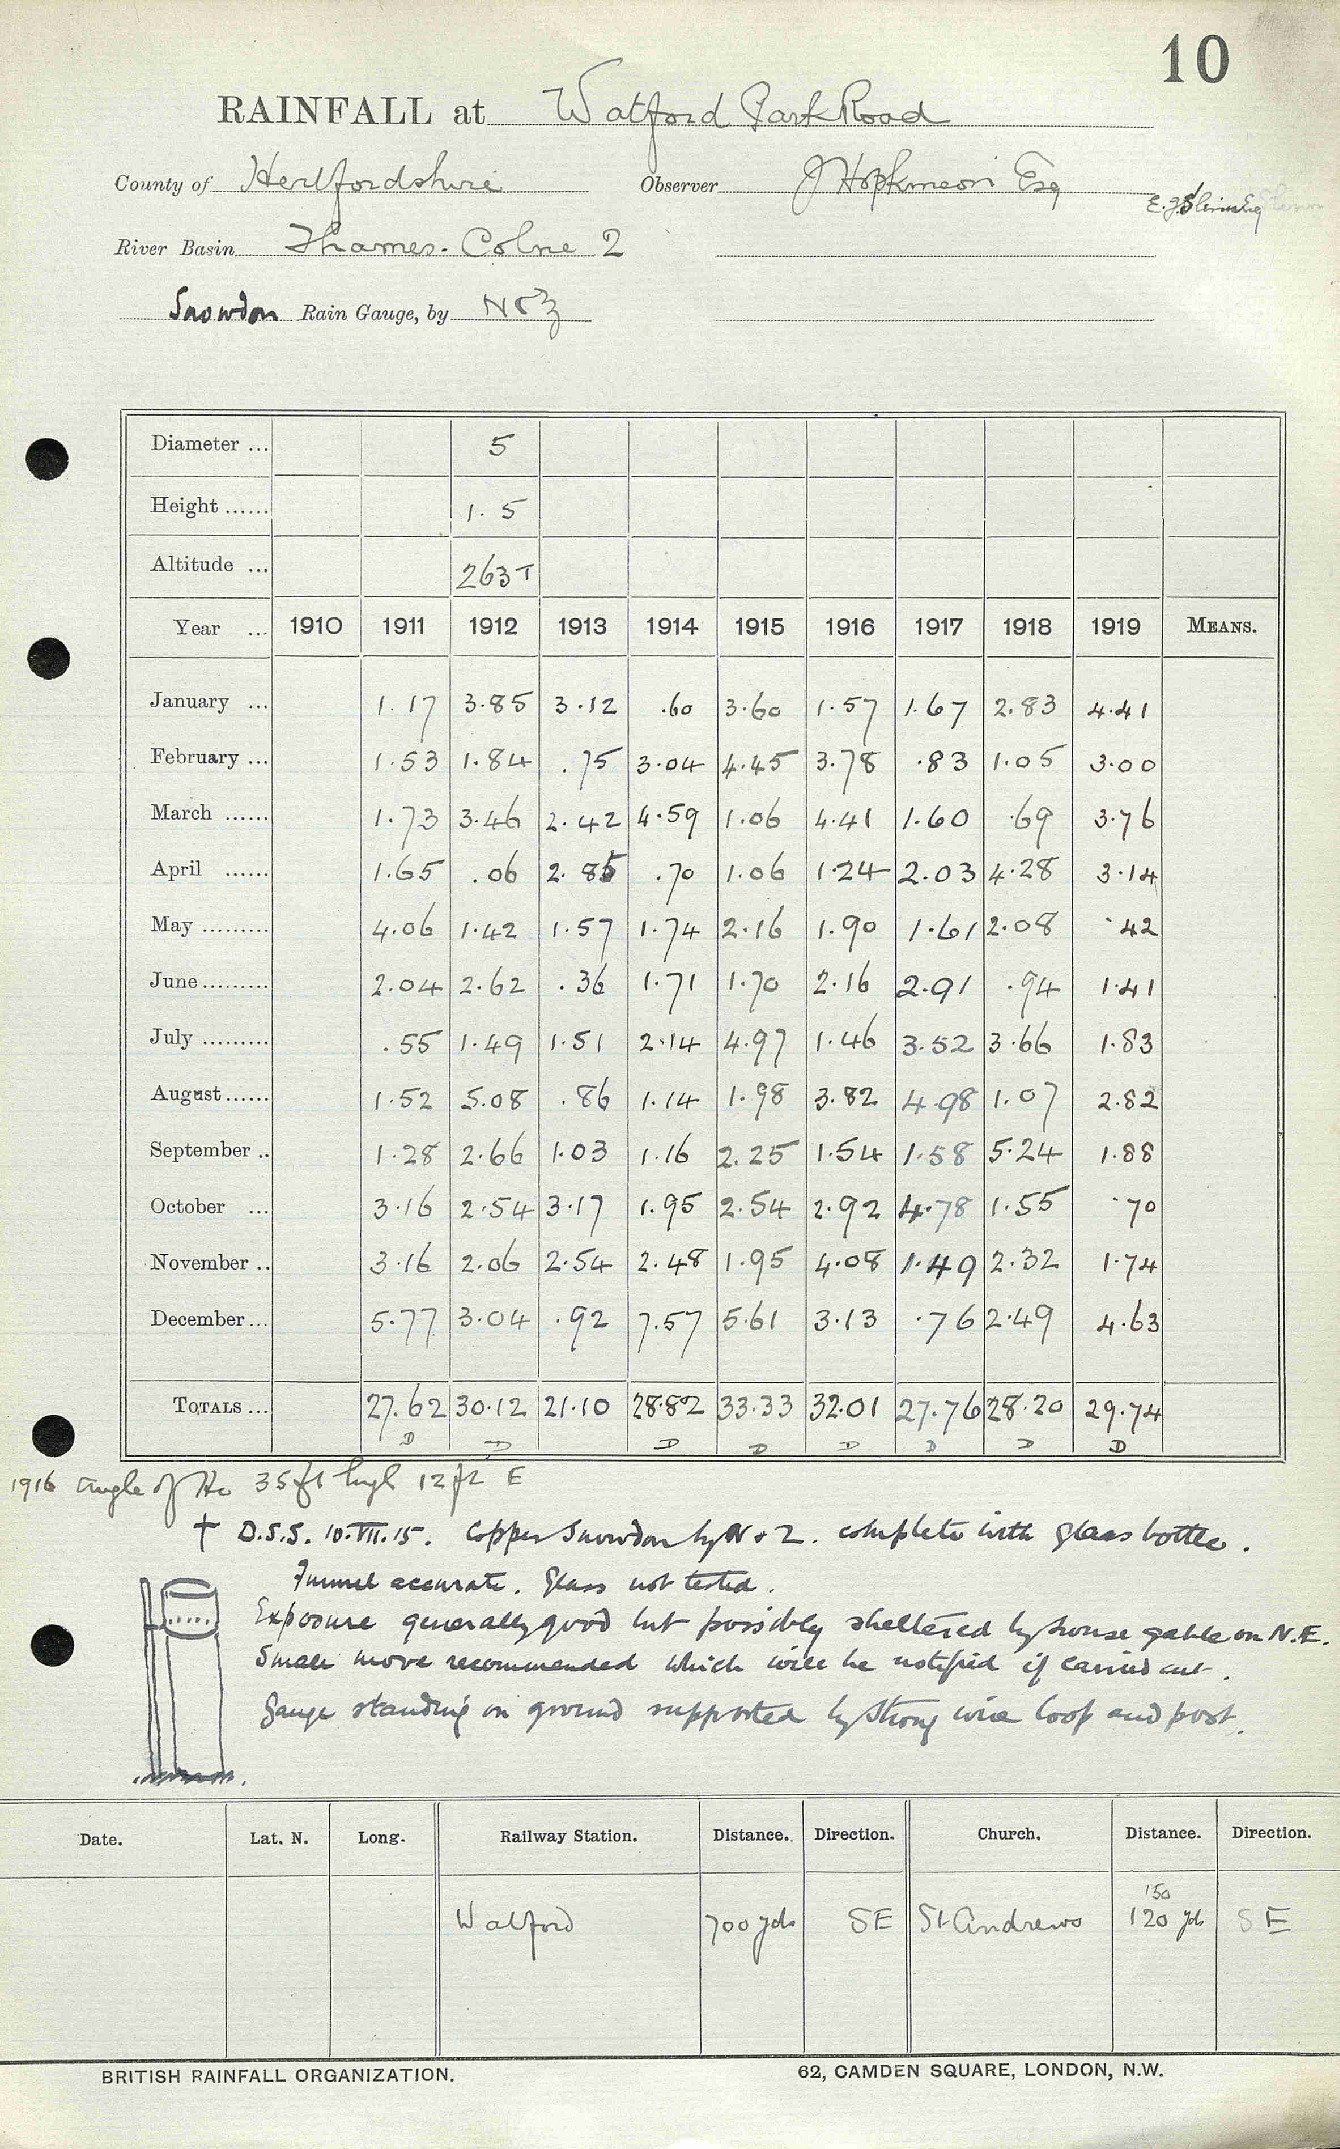 10
RAINFALL at Watford Park Road
County of Hertfordshire Observer J Hopkinson Esq
River Basin Thames. Colne 2
Snowdon Rain Gauge, by N & Z
Diameter ... 5
Height ...... 1.5
Altitude ... 263 T
Year ... 1910 1911 1912 1913 1914 1915 1916 1917 1918 1919 MEANS.
January ... 1.17 3.85 3.12 .60 3.60 1.57 1.67 2.83 4.41
February ... 1.53 1.84 .75 3.04 4.45 3.78 .83 1.05 3.00
March ...... 1.73 3.46 2.42 4.59 1.06 4.41 1.60 .69 3.76
April ...... 1.65 .06 2.85 .70 1.06 1.24 2.03 4.28 3.14
May ......... 4.06 1.42 1.57 1.74 2.16 1.90 1.61 2.08 .42
June ......... 2.04 2.62 .36 1.71 1.70 2.16 2.91 .94 1.41
July ......... .55 1.49 1.51 2.14 4.97 1.46 3.52 3.66 1.83
August ...... 1.52 5.08 .86 1.14 1.98 3.82 4.98 1.07 2.82
September .. 1.28 2.66 1.03 1.16 2.25 1.54 1.58 5.24 1.88
October ... 3.16 2.54 3.17 1.95 2.54 2.92 4.78 1.55 .70
November .. 3.16 2.06 2.54 2.48 1.95 4.08 1.49 2.32 1.74
December ... 5.77 3.04 .92 7.57 5.61 3.13 .76 2.49 4.63
TOTALS ... 27.62 30.12 21.10 28.82 33.33 32.01 27.76 28.20 29.74
D D D D D D D D
1916 angle of Ho 35 ft high 12 ft E
† D.S.S. 10.VII.15. Copper Snowdon by N & Z. complete with glass bottle.
Funnel accurate. Glass not tested.
Exposure generally good but possibly sheltered by house gable on N.E.
Small move recommended which will be notified if carried out.
Gauge standing on ground supported by strong wire loop and post.
Date. Lat. N. Long. Railway Station. Distance. Direction. Church. Distance. Direction.
150
Watford 700 yds SE St Andrews 120 yds SE
BRITISH RAINFALL ORGANIZATION. 62, CAMDEN SQUARE, LONDON, N.W.